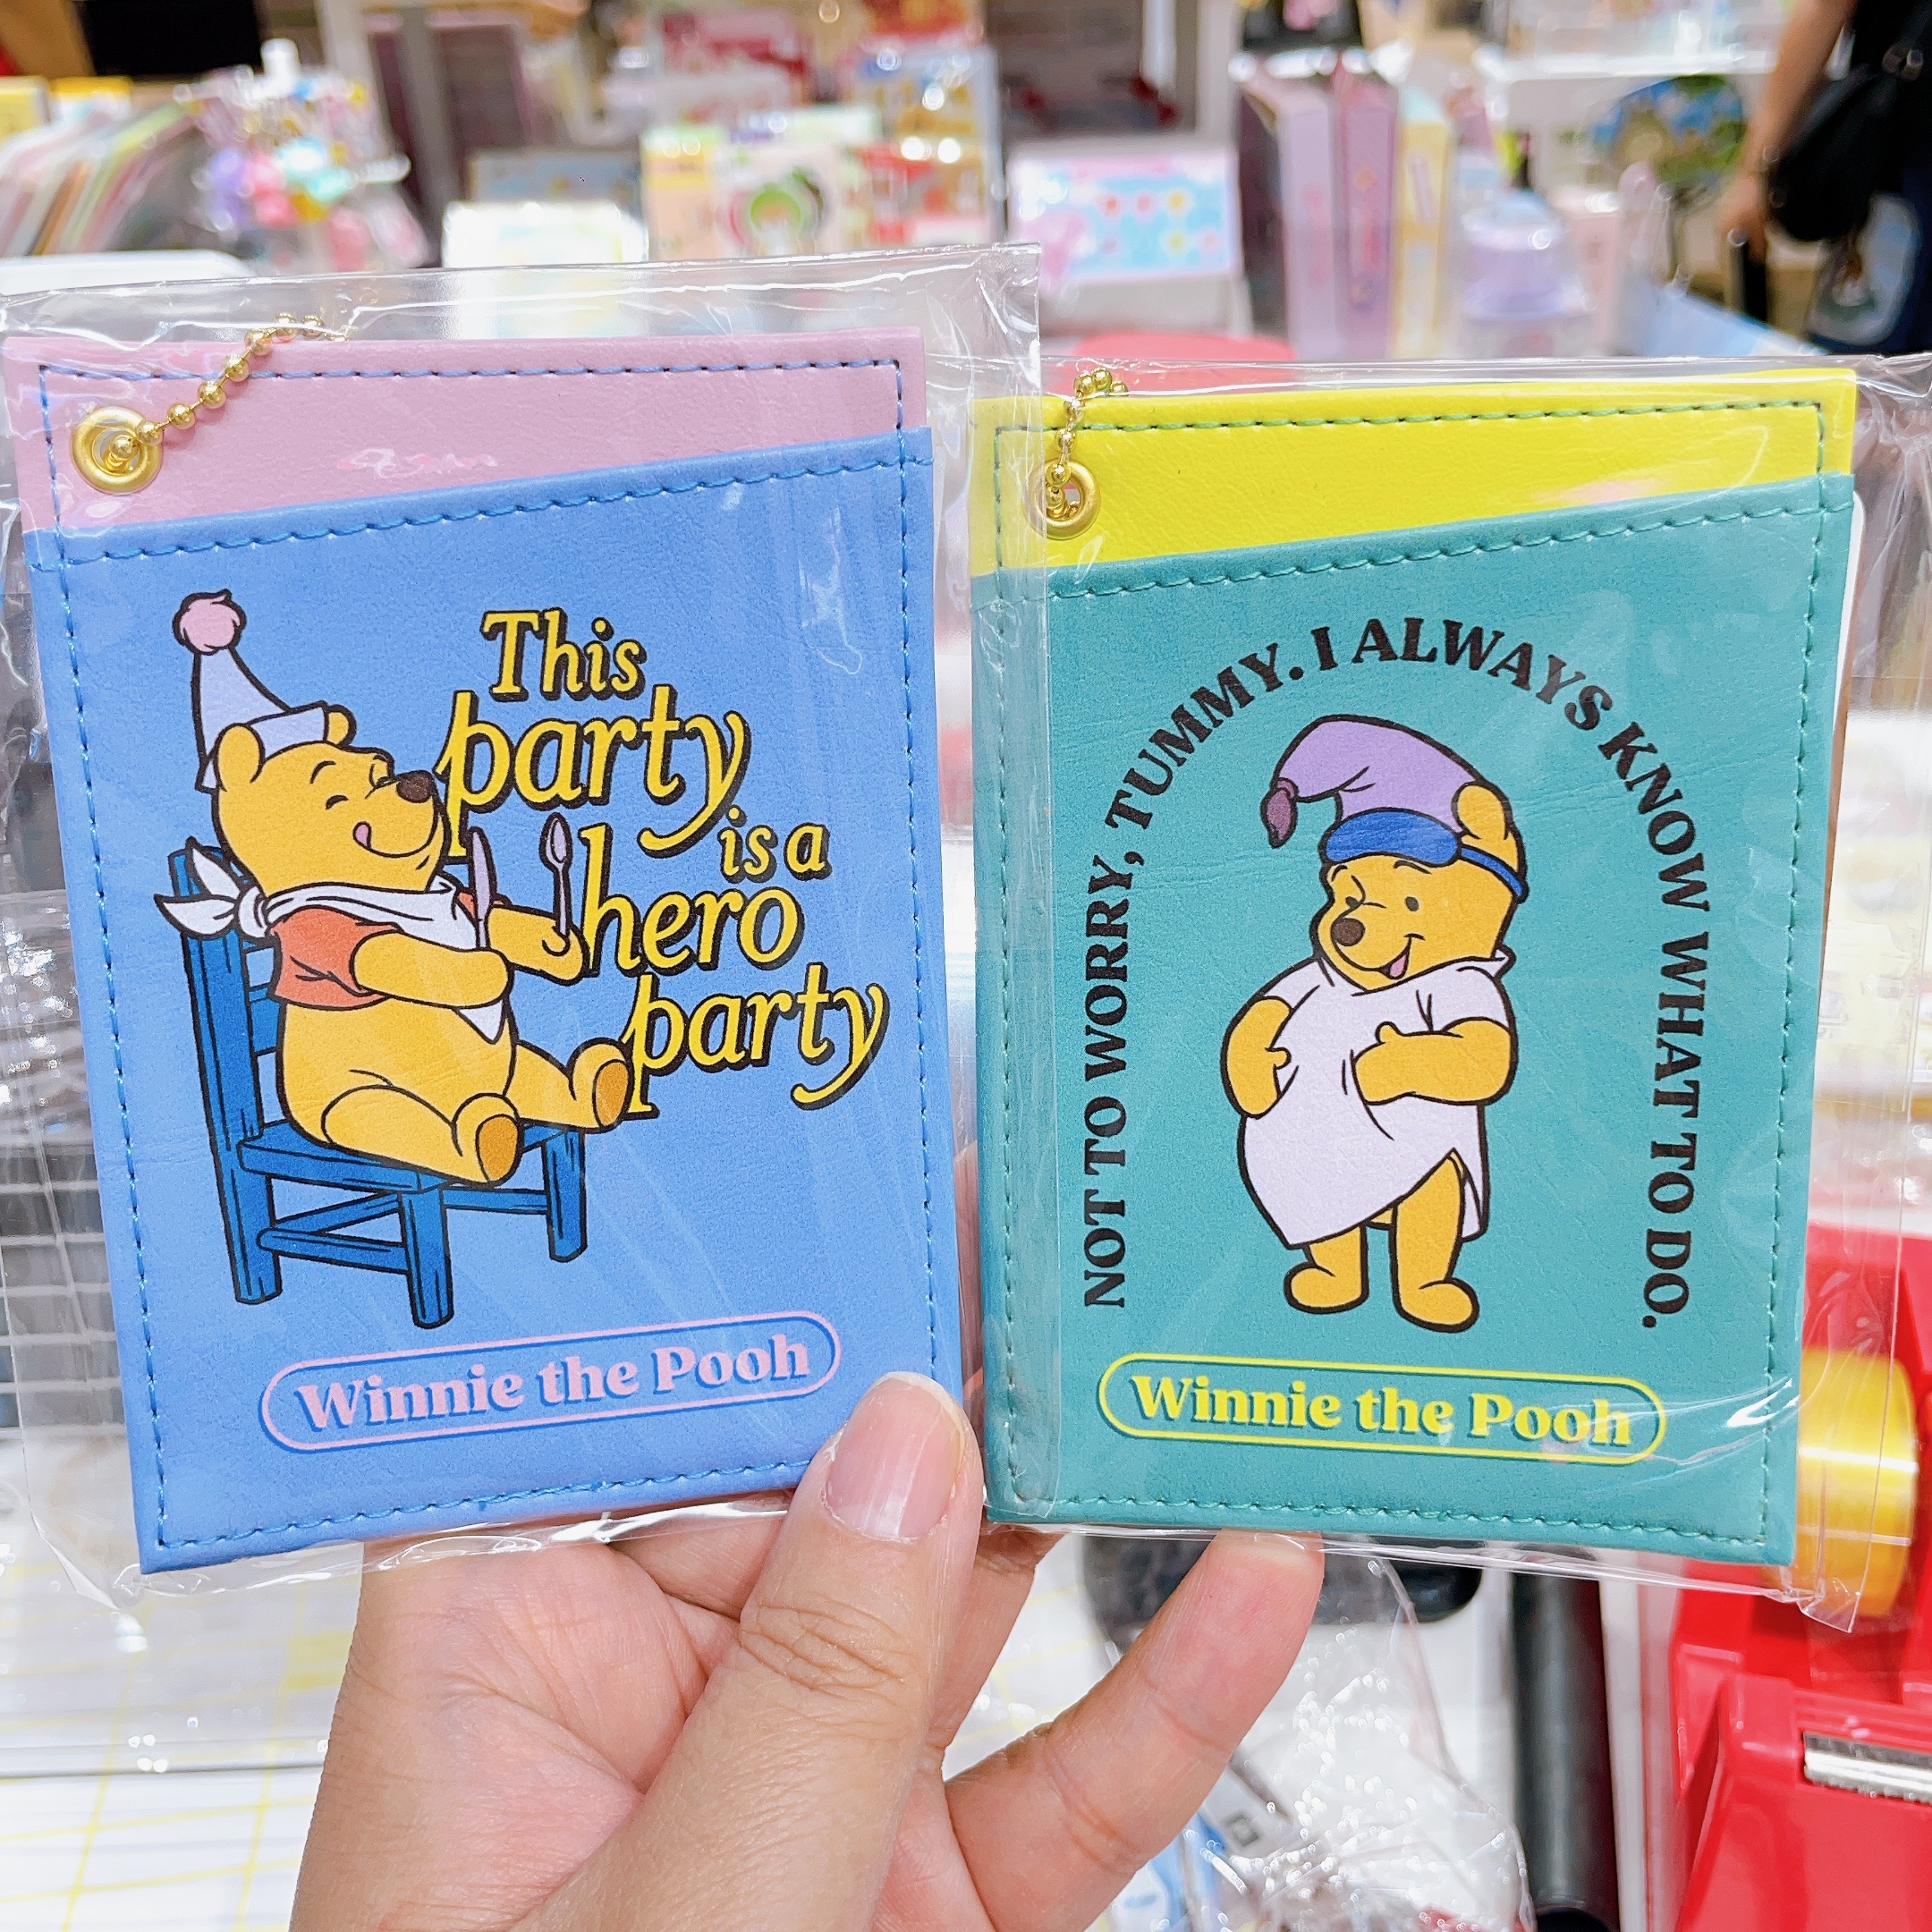 This
party
is a
hero
party
Winnie the Pooh
NOT TO WORRY, TUMMY. I ALWAYS KNOW WHAT TO DO.
Winnie the Pooh